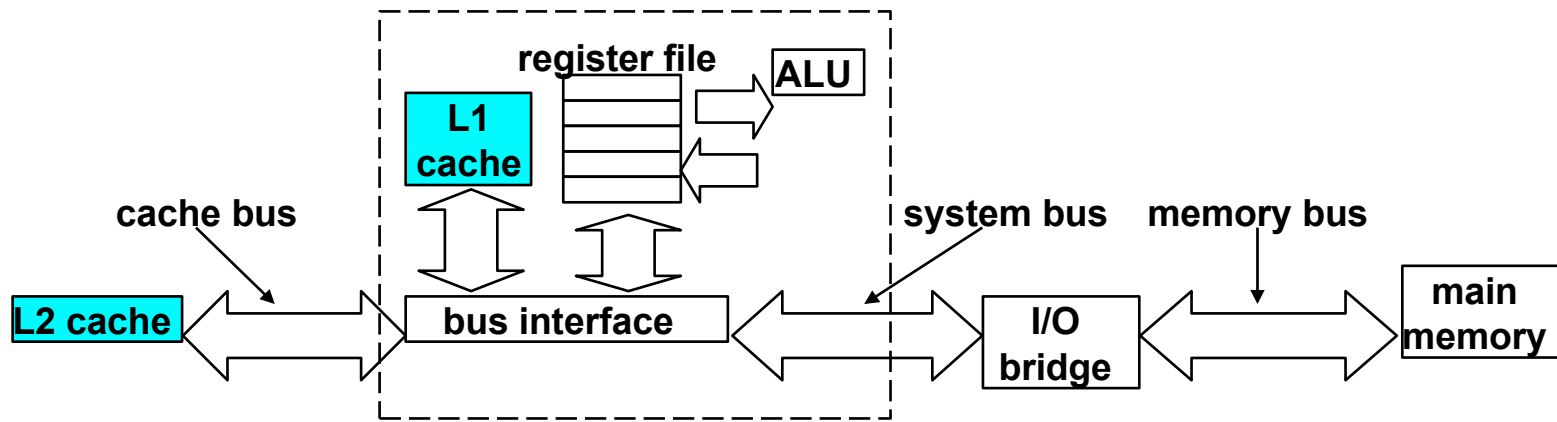 register file
ALU
L1
cache
cache bus
system bus
memory bus
L2 cache
bus interface
I/O
bridge
main
memory